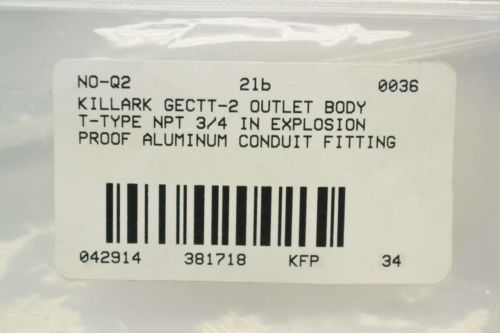 NO-Q2 21b 0036
KILLARK GECTT-2 OUTLET BODY
T-TYPE NPT 3/4 IN EXPLOSION
PROOF ALUMINUM CONDUIT FITTING
042914 381718 KFP 34